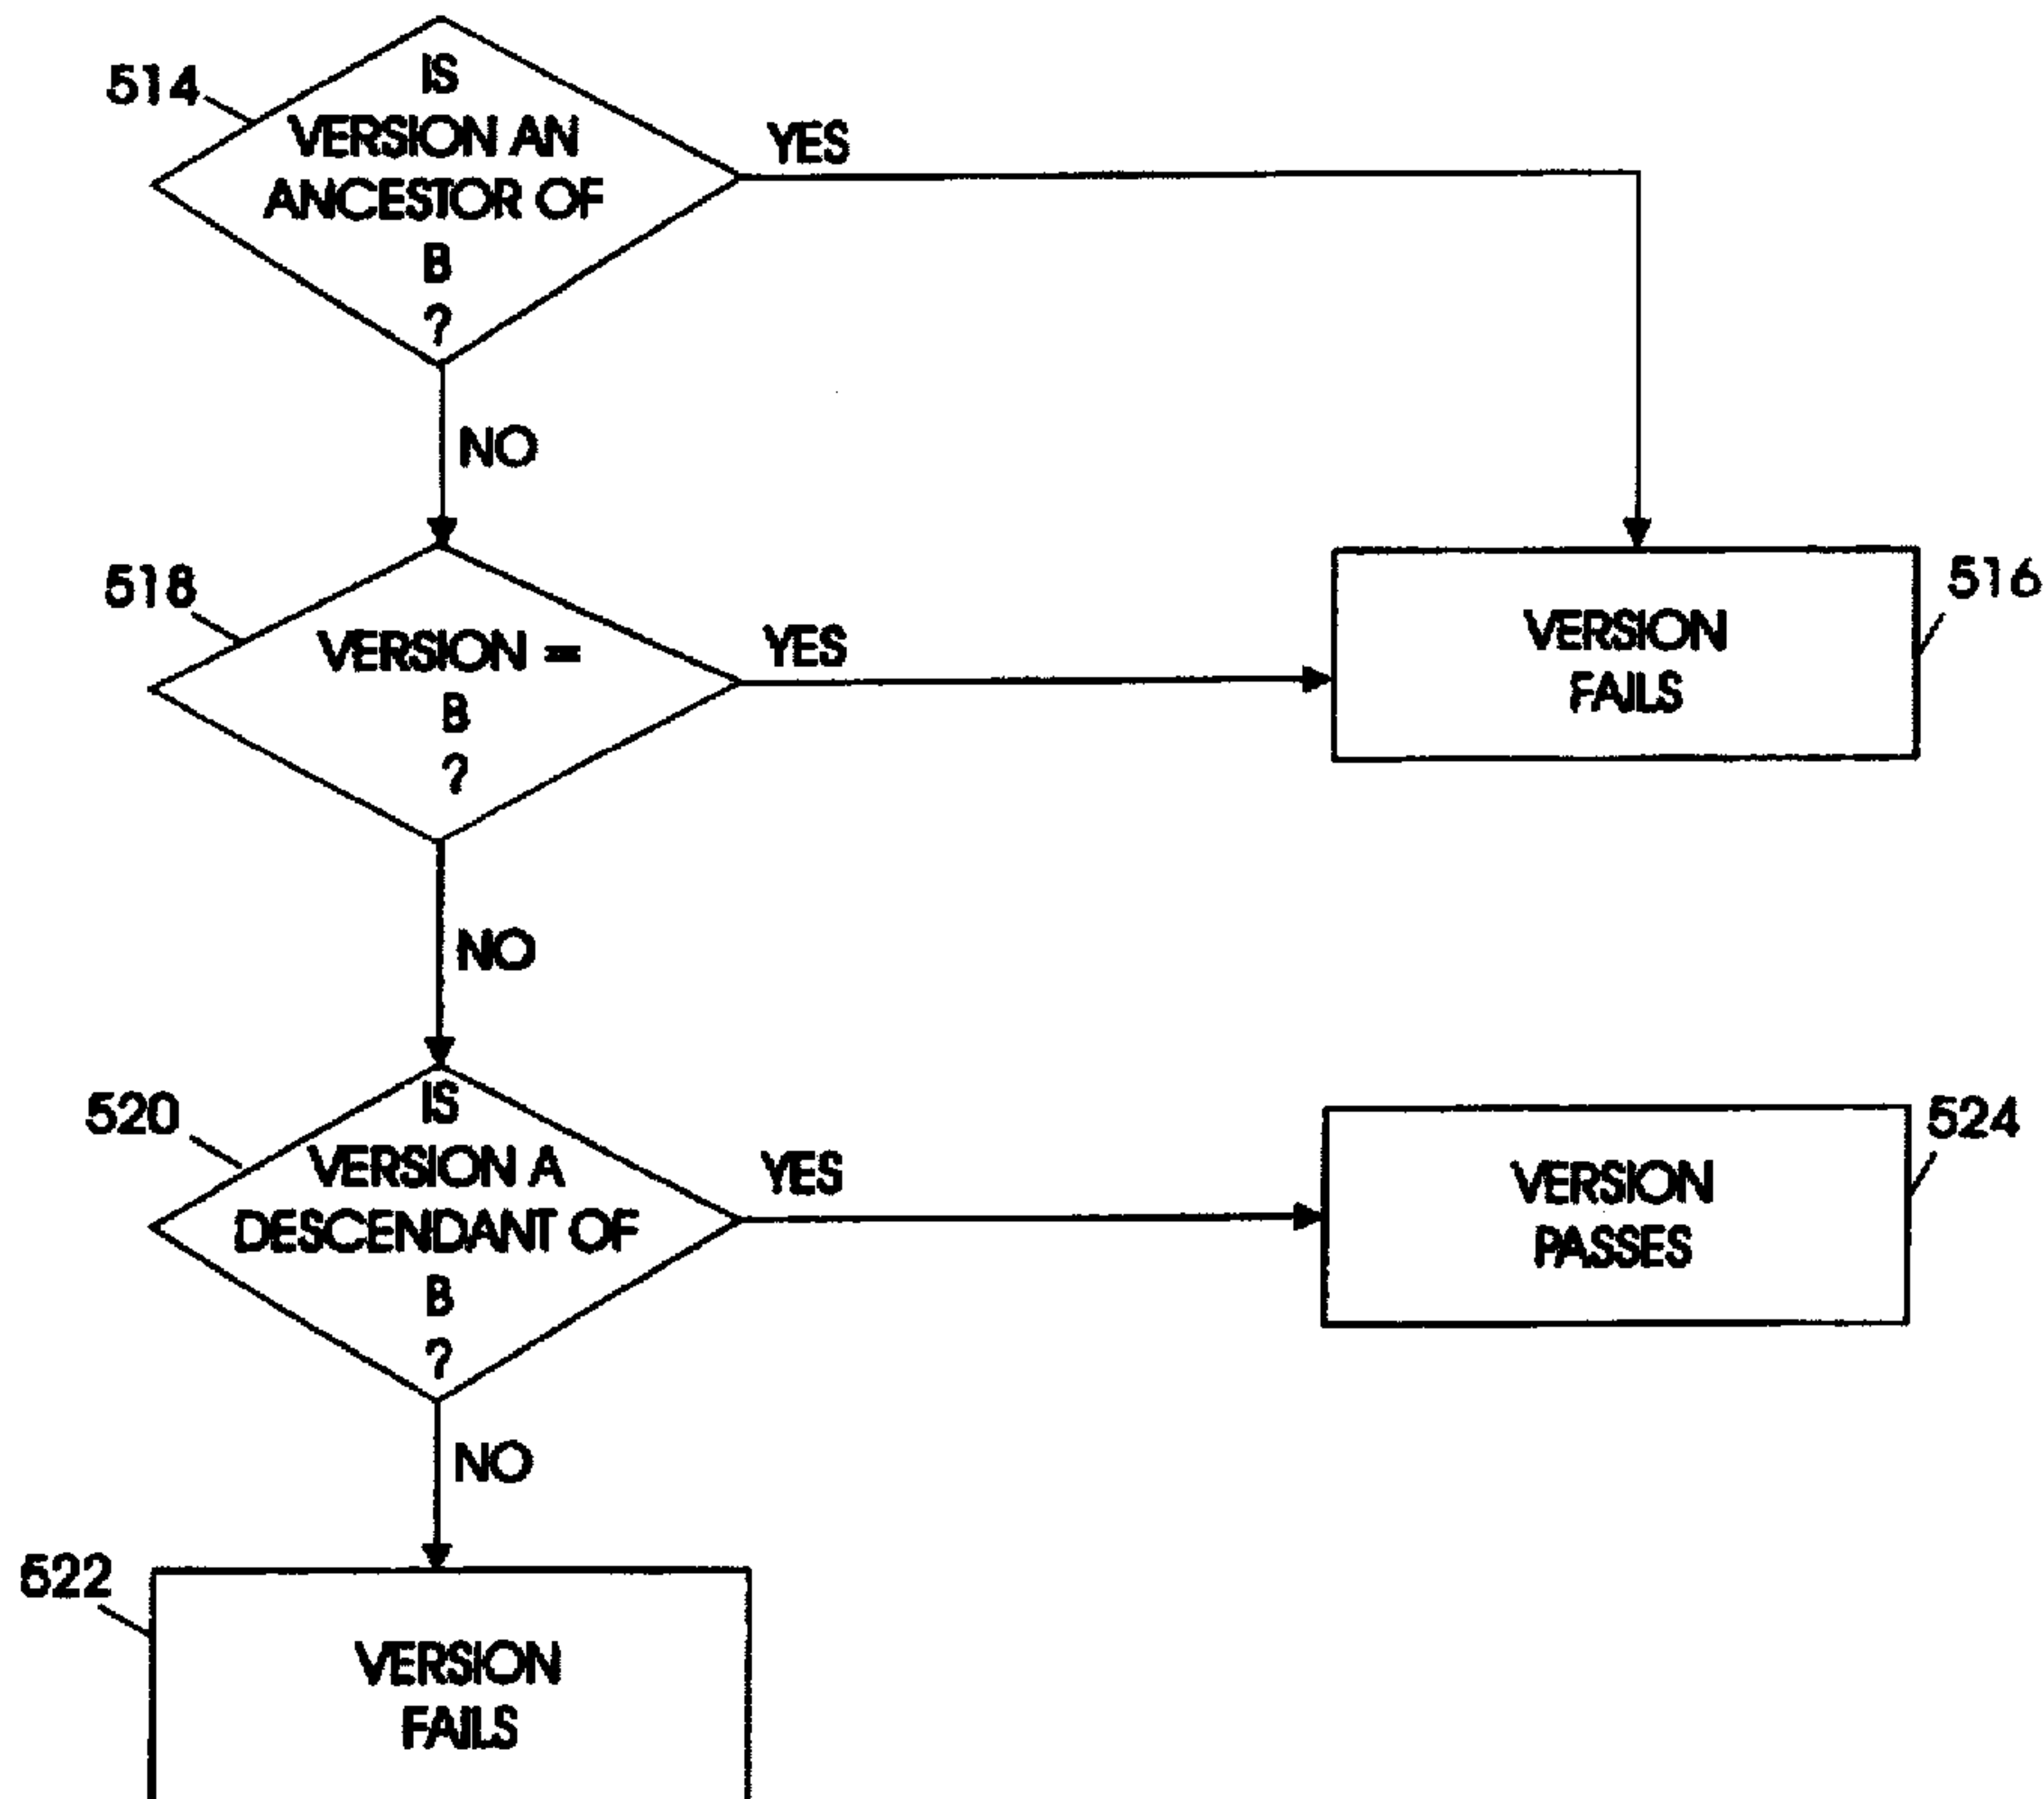 514
IS
VERSION AN
ANCESTOR OF
B
?
YES
NO
518
VERSION =
B
?
YES
516
VERSION
FAILS
NO
520
IS
VERSION A
DESCENDANT OF
B
?
YES
524
VERSION
PASSES
NO
522
VERSION
FAILS